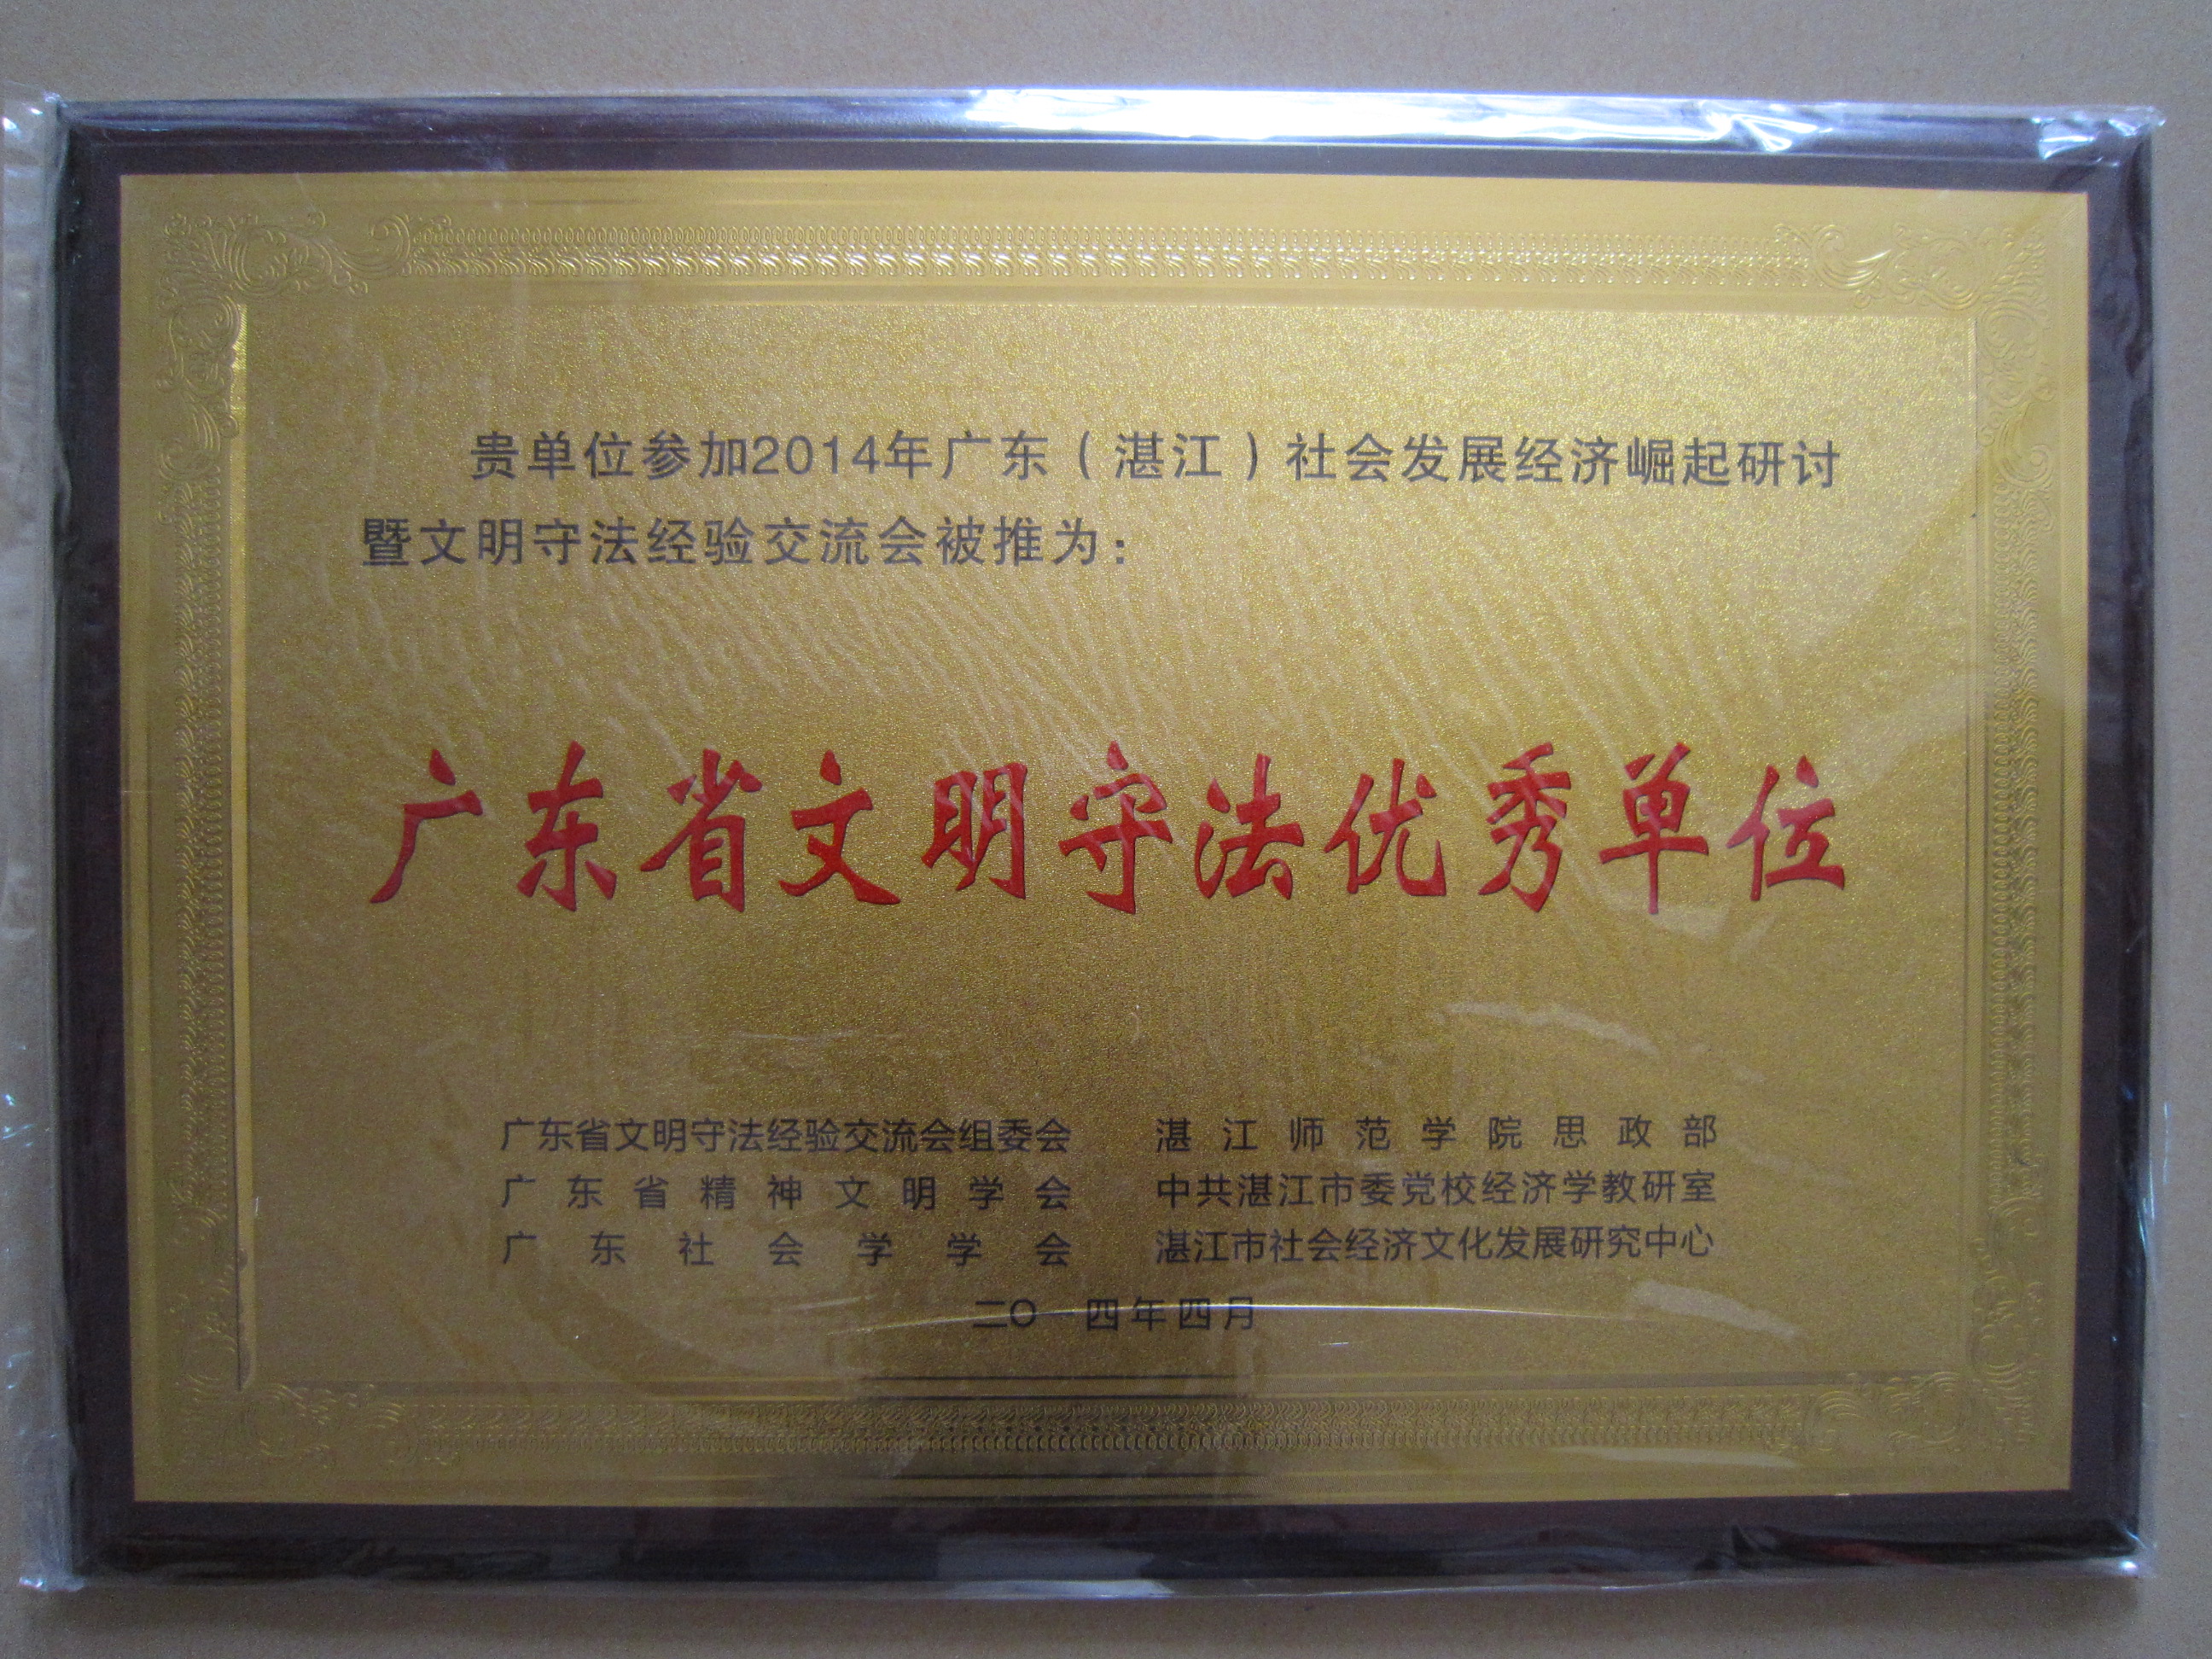 贵单位参加2014年广东（湛江）社会发展经济崛起研讨
暨文明守法经验交流会被推为：
广东省文明守法优秀单位
广东省文明守法经验交流会组委会
广东省精神文明学会
广东社会学学会
湛江师范学院思政部
中共湛江市委党校经济学教研室
湛江市社会经济文化发展研究中心
二〇一四年四月